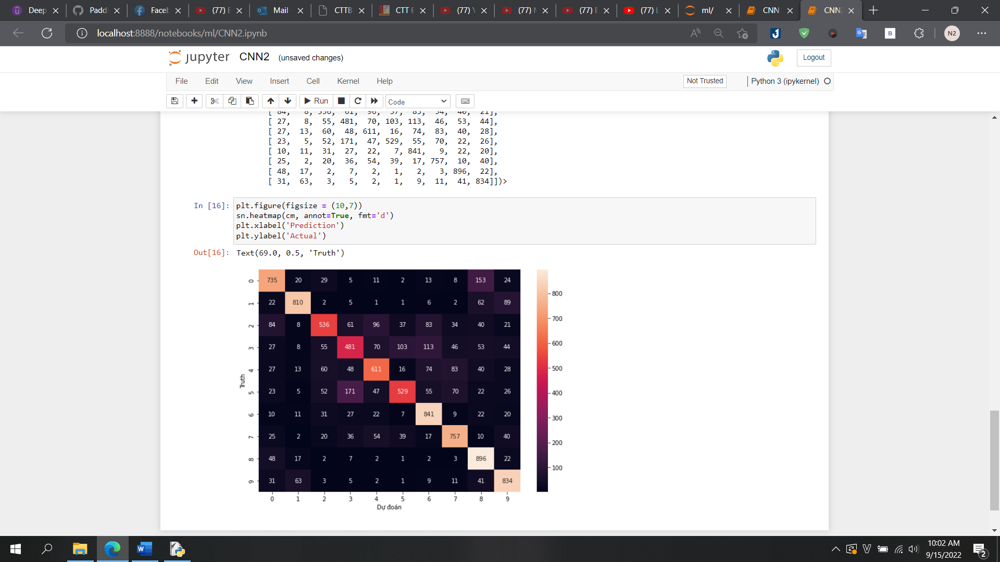 Deep
Padd
Faceb
(77) E
Mail -
CTTB
CTT Đ
(77) Y
(77) N
(77) E
(77) L
ml/
CNN
CNN2
localhost:8888/notebooks/ml/CNN2.ipynb
N2
jupyter CNN2 (unsaved changes)
Logout
File Edit View Insert Cell Kernel Help
Not Trusted
Python 3 (ipykernel)
Run
Code
[ 84, 8, 536, 61, 96, 37, 83, 34, 40, 21],
[ 27, 8, 55, 481, 70, 103, 113, 46, 53, 44],
[ 27, 13, 60, 48, 611, 16, 74, 83, 40, 28],
[ 23, 5, 52, 171, 47, 529, 55, 70, 22, 26],
[ 10, 11, 31, 27, 22, 7, 841, 9, 22, 20],
[ 25, 2, 20, 36, 54, 39, 17, 757, 10, 40],
[ 48, 17, 2, 7, 2, 1, 2, 3, 896, 22],
[ 31, 63, 3, 5, 2, 1, 9, 11, 41, 834]])>
In [16]: plt.figure(figsize = (10,7))
sn.heatmap(cm, annot=True, fmt='d')
plt.xlabel('Prediction')
plt.ylabel('Actual')
Out[16]: Text(69.0, 0.5, 'Truth')
0 735 20 29 5 11 2 13 8 153 24
1 22 810 2 5 1 1 6 2 62 89
2 84 8 536 61 96 37 83 34 40 21
3 27 8 55 481 70 103 113 46 53 44
4 27 13 60 48 611 16 74 83 40 28
5 23 5 52 171 47 529 55 70 22 26
6 10 11 31 27 22 7 841 9 22 20
7 25 2 20 36 54 39 17 757 10 40
8 48 17 2 7 2 1 2 3 896 22
9 31 63 3 5 2 1 9 11 41 834
Truth
0 1 2 3 4 5 6 7 8 9
Dự đoán
800
700
600
500
400
300
200
100
10:02 AM
9/15/2022
2